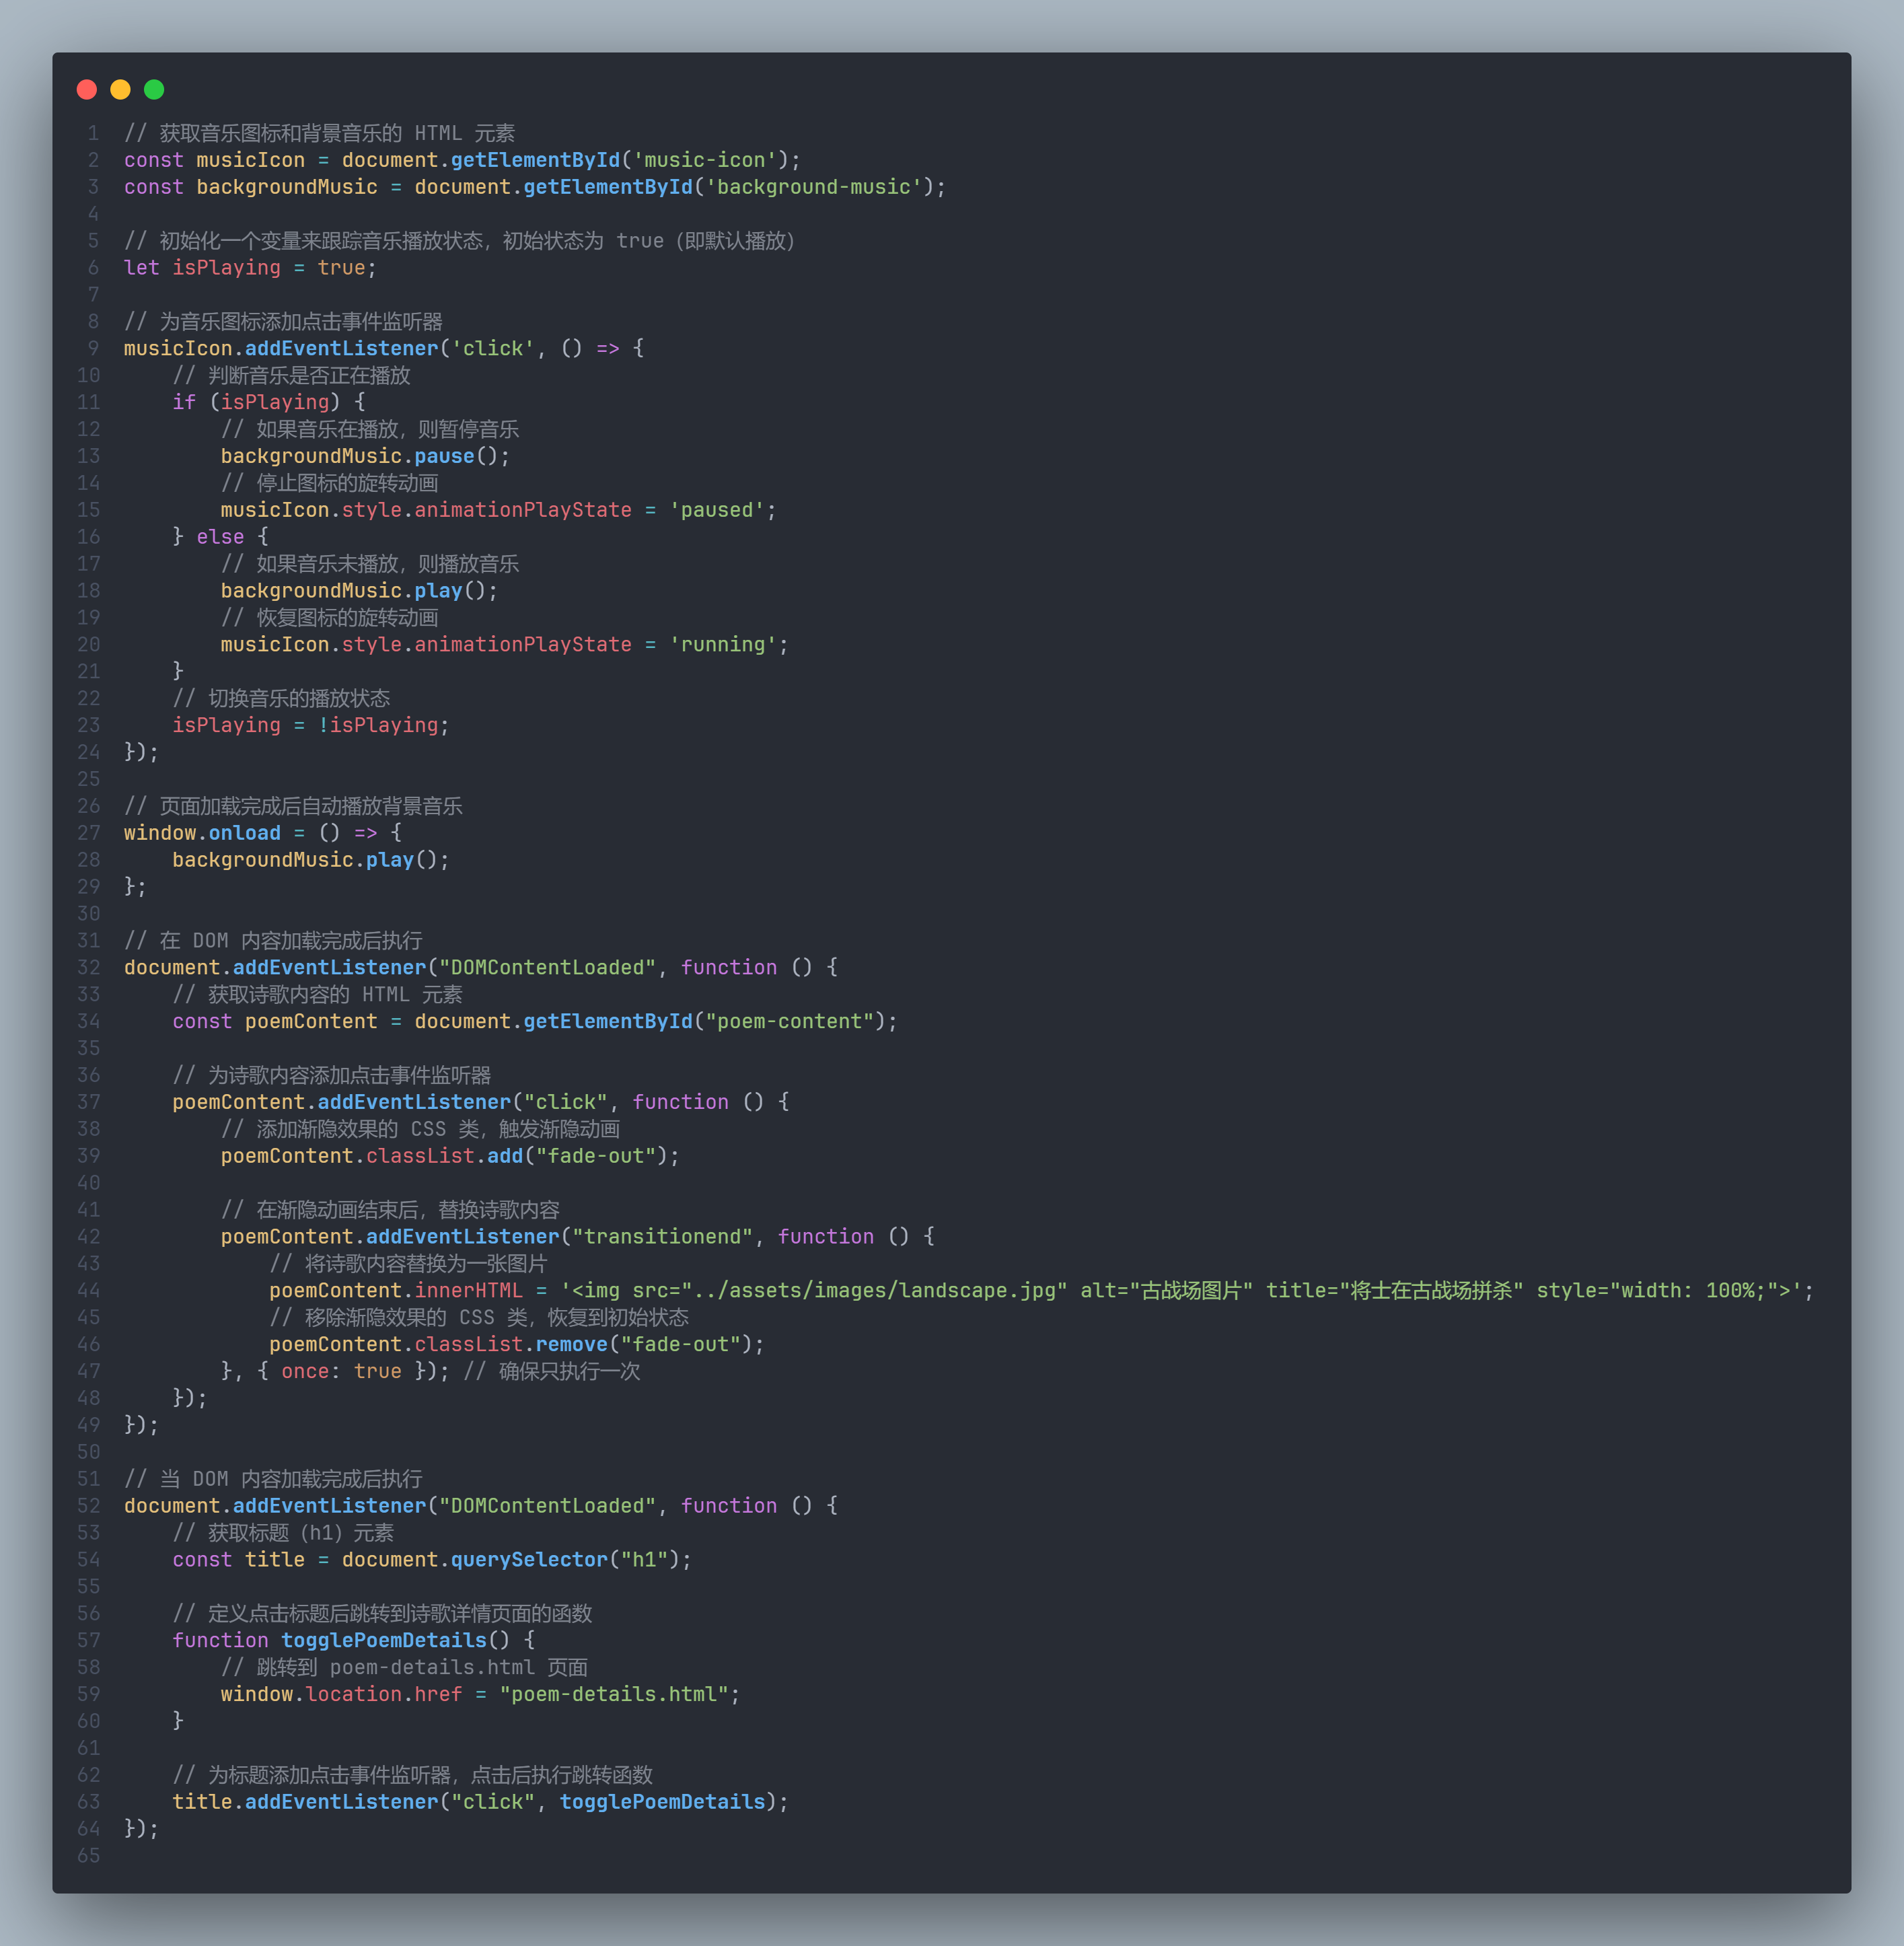 1 // 获取音乐图标和背景音乐的 HTML 元素
2 const musicIcon = document.getElementById('music-icon');
3 const backgroundMusic = document.getElementById('background-music');
4
5 // 初始化一个变量来跟踪音乐播放状态，初始状态为 true（即默认播放）
6 let isPlaying = true;
7
8 // 为音乐图标添加点击事件监听器
9 musicIcon.addEventListener('click', () => {
10     // 判断音乐是否正在播放
11     if (isPlaying) {
12         // 如果音乐在播放，则暂停音乐
13         backgroundMusic.pause();
14         // 停止图标的旋转动画
15         musicIcon.style.animationPlayState = 'paused';
16     } else {
17         // 如果音乐未播放，则播放音乐
18         backgroundMusic.play();
19         // 恢复图标的旋转动画
20         musicIcon.style.animationPlayState = 'running';
21     }
22     // 切换音乐的播放状态
23     isPlaying = !isPlaying;
24 });
25
26 // 页面加载完成后自动播放背景音乐
27 window.onload = () => {
28     backgroundMusic.play();
29 };
30
31 // 在 DOM 内容加载完成后执行
32 document.addEventListener("DOMContentLoaded", function () {
33     // 获取诗歌内容的 HTML 元素
34     const poemContent = document.getElementById("poem-content");
35
36     // 为诗歌内容添加点击事件监听器
37     poemContent.addEventListener("click", function () {
38         // 添加渐隐效果的 CSS 类，触发渐隐动画
39         poemContent.classList.add("fade-out");
40
41         // 在渐隐动画结束后，替换诗歌内容
42         poemContent.addEventListener("transitionend", function () {
43             // 将诗歌内容替换为一张图片
44             poemContent.innerHTML = '<img src="../assets/images/landscape.jpg" alt="古战场图片" title="将士在古战场拼杀" style="width: 100%;">';
45             // 移除渐隐效果的 CSS 类，恢复到初始状态
46             poemContent.classList.remove("fade-out");
47         }, { once: true }); // 确保只执行一次
48     });
49 });
50
51 // 当 DOM 内容加载完成后执行
52 document.addEventListener("DOMContentLoaded", function () {
53     // 获取标题（h1）元素
54     const title = document.querySelector("h1");
55
56     // 定义点击标题后跳转到诗歌详情页面的函数
57     function togglePoemDetails() {
58         // 跳转到 poem-details.html 页面
59         window.location.href = "poem-details.html";
60     }
61
62     // 为标题添加点击事件监听器，点击后执行跳转函数
63     title.addEventListener("click", togglePoemDetails);
64 });
65